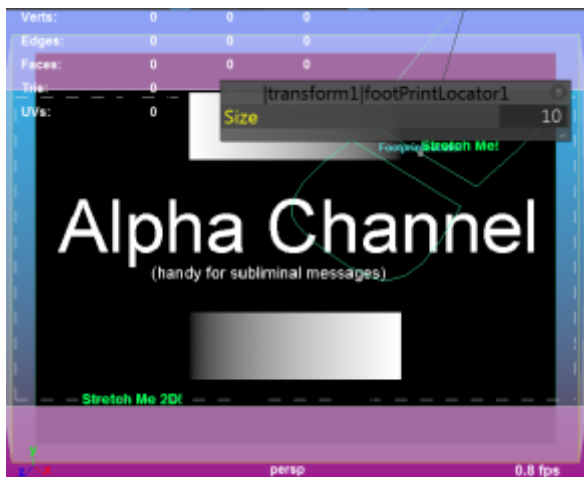 Verts: 0 0 0
Edges: 0 0 0
Faces: 0 0 0
Tris: 0
|transform1|footPrintLocator1
UVs: 0
Size 10
Stretch Me!
Alpha Channel
(handy for subliminal messages)
Stretch Me 2D!
persp
0.8 fps